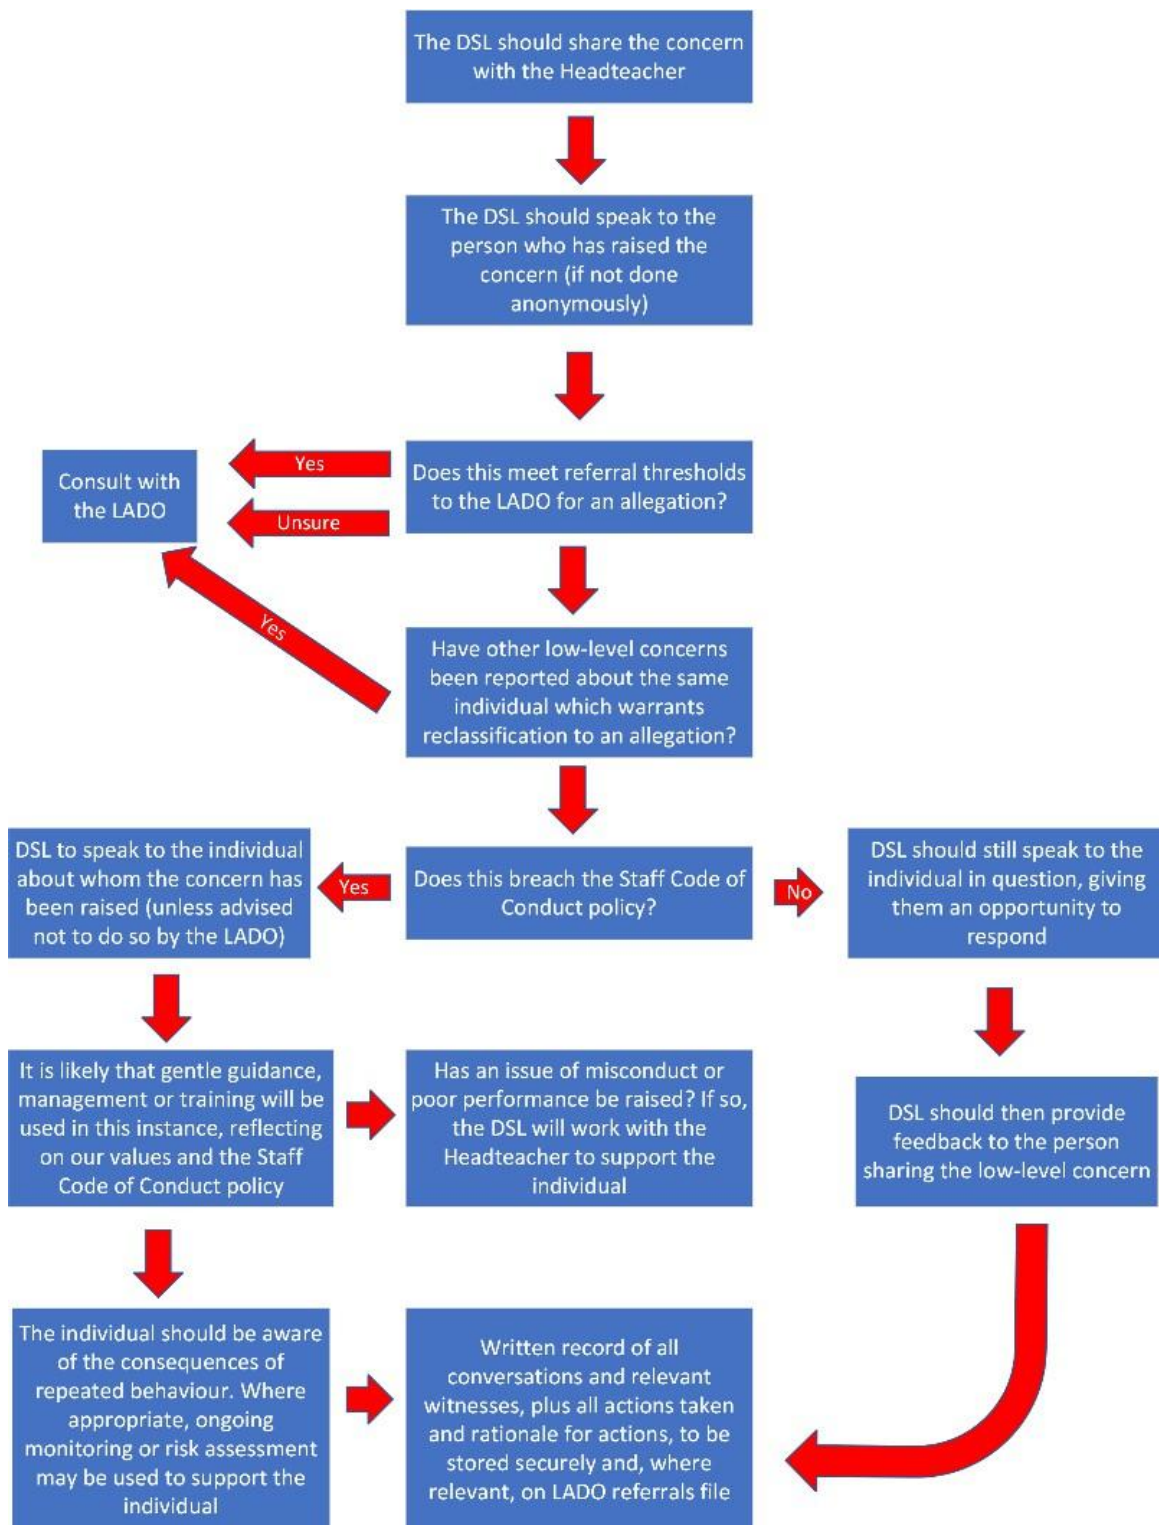 The DSL should share the concern
with the Headteacher
The DSL should speak to the
person who has raised the
concern (if not done
anonymously)
Yes
Unsure
Consult with
the LADO
Does this meet referral thresholds
to the LADO for an allegation?
Yes
Have other low-level concerns
been reported about the same
individual which warrants
reclassification to an allegation?
DSL to speak to the individual
about whom the concern has
been raised (unless advised
not to do so by the LADO)
Yes
Does this breach the Staff Code of
Conduct policy?
No
DSL should still speak to the
individual in question, giving
them an opportunity to
respond
It is likely that gentle guidance,
management or training will be
used in this instance, reflecting
on our values and the Staff
Code of Conduct policy
Has an issue of misconduct or
poor performance be raised? If so,
the DSL will work with the
Headteacher to support the
individual
DSL should then provide
feedback to the person
sharing the low-level concern
The individual should be aware
of the consequences of
repeated behaviour. Where
appropriate, ongoing
monitoring or risk assessment
may be used to support the
individual
Written record of all
conversations and relevant
witnesses, plus all actions taken
and rationale for actions, to be
stored securely and, where
relevant, on LADO referrals file